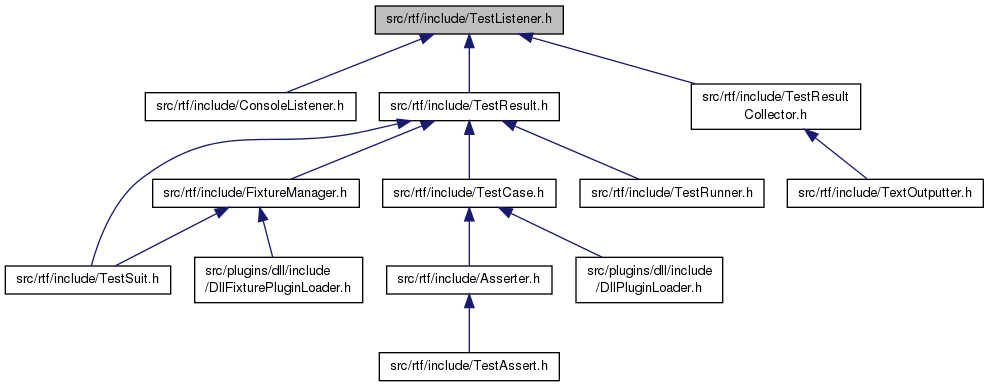 src/rtf/include/TestListener.h
src/rtf/include/ConsoleListener.h
src/rtf/include/TestResult.h
src/rtf/include/TestResult
Collector.h
src/rtf/include/FixtureManager.h
src/rtf/include/TestCase.h
src/rtf/include/TestRunner.h
src/rtf/include/TextOutputter.h
src/rtf/include/TestSuit.h
src/plugins/dll/include
/DllFixturePluginLoader.h
src/rtf/include/Asserter.h
src/plugins/dll/include
/DllPluginLoader.h
src/rtf/include/TestAssert.h